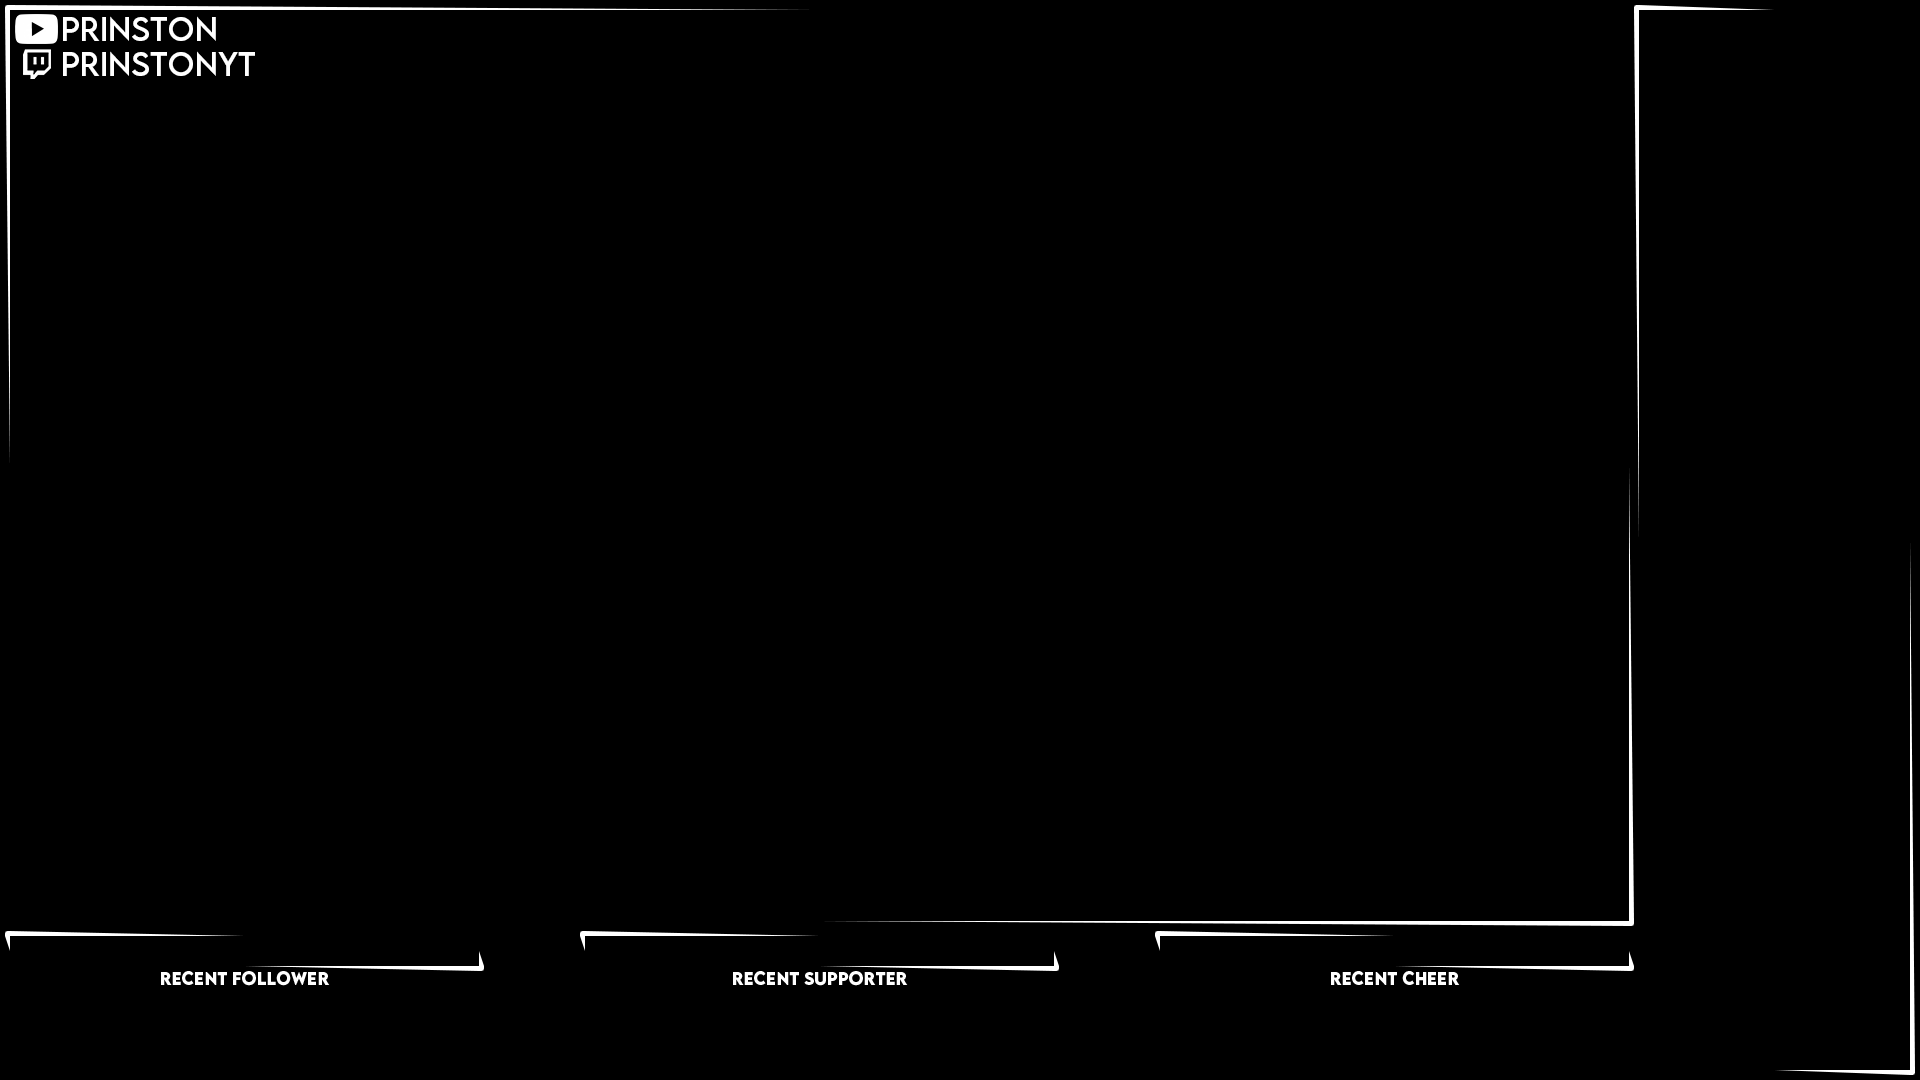 PRINSTON
PRINSTONYT
RECENT FOLLOWER
RECENT SUPPORTER
RECENT CHEER